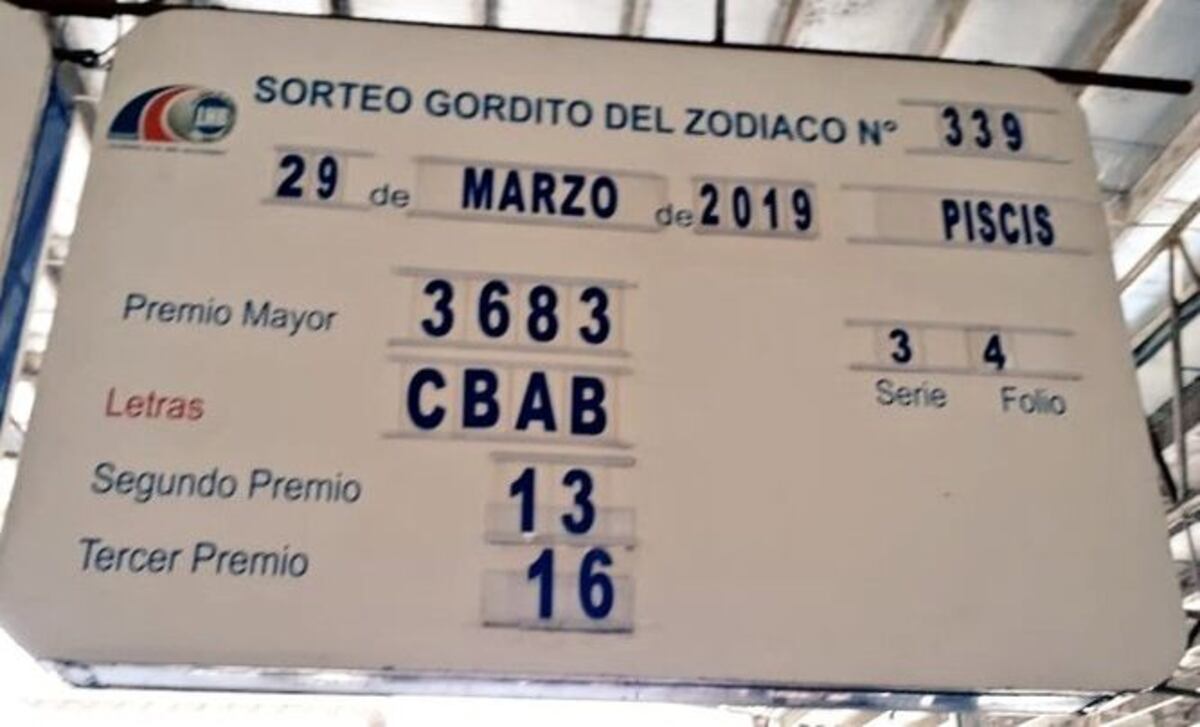 SORTEO GORDITO DEL ZODIACO Nº 339
29 de MARZO de 2019 PISCIS
Premio Mayor 3683
3 4
Serie Folio
Letras CBAB
Segundo Premio 13
Tercer Premio 16